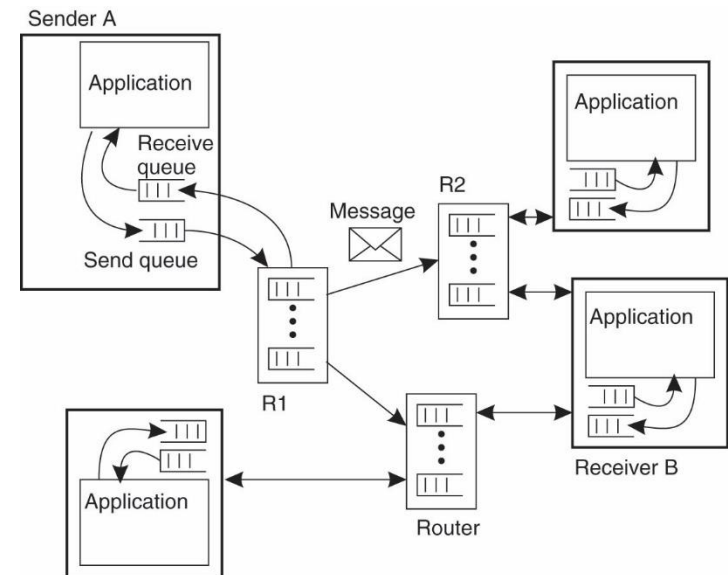 Sender A
Application
Receive
queue
Send queue
Message
R2
Application
R1
Application
Receiver B
Application
Router